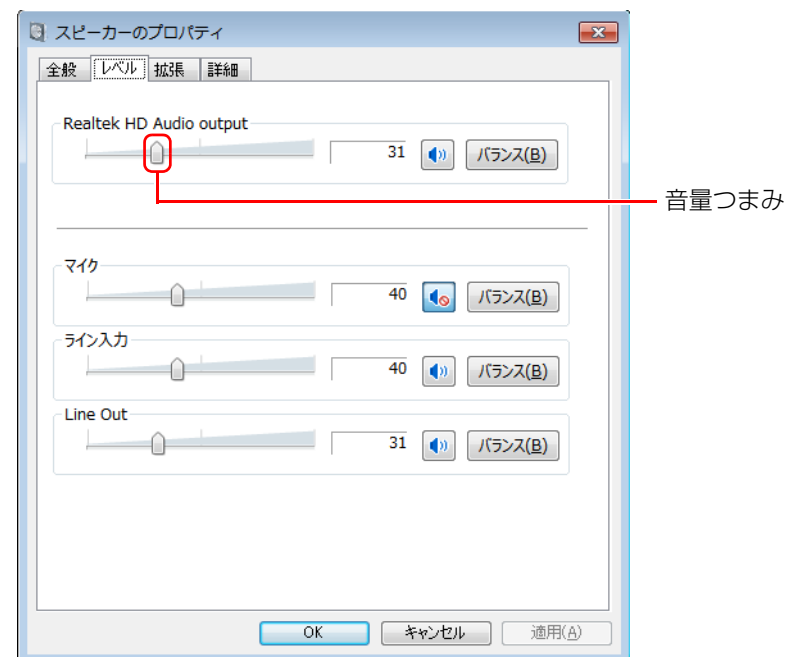 スピーカーのプロパティ
全般 レベル 拡張 詳細
Realtek HD Audio output
31 バランス(B)
音量つまみ
マイク
40 バランス(B)
ライン入力
40 バランス(B)
Line Out
31 バランス(B)
OK キャンセル 適用(A)